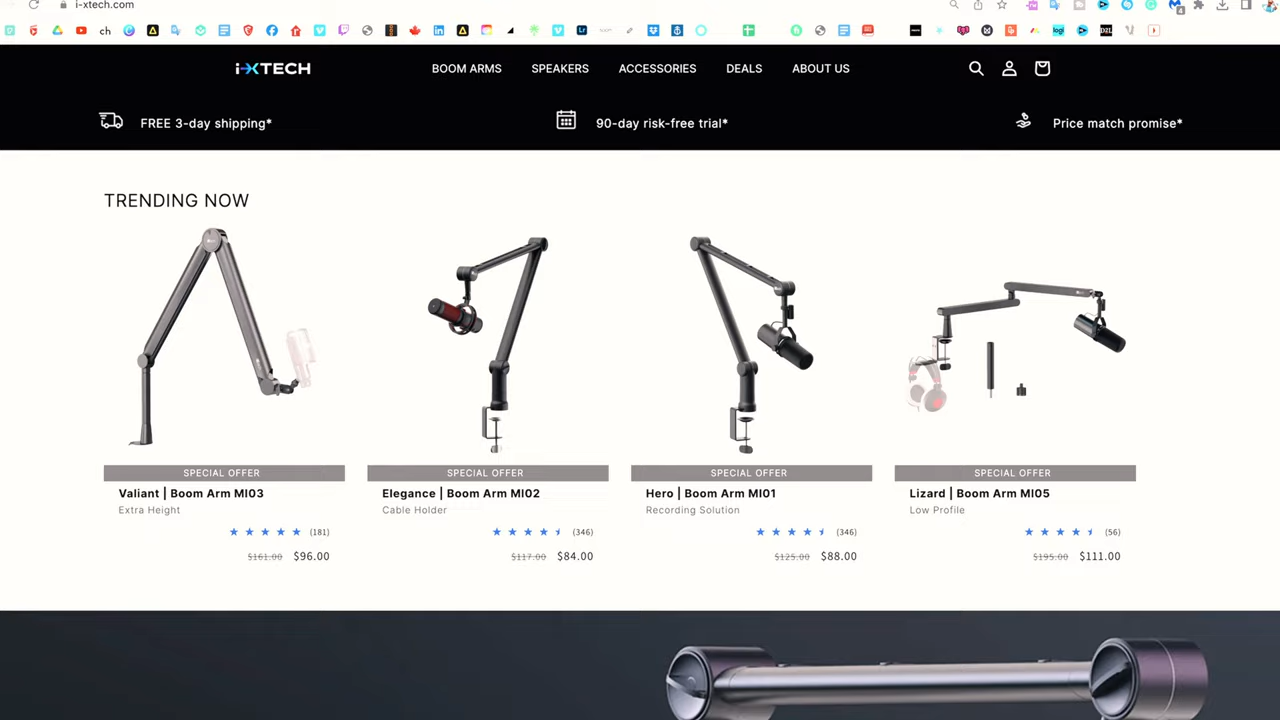 i-xtech.com
ch
logi
D2L
i-XTECH
BOOM ARMS
SPEAKERS
ACCESSORIES
DEALS
ABOUT US
FREE 3-day shipping*
90-day risk-free trial*
Price match promise*
TRENDING NOW
SPECIAL OFFER
Valiant | Boom Arm MI03
Extra Height
(181)
$161.00 $96.00
SPECIAL OFFER
Elegance | Boom Arm MI02
Cable Holder
(346)
$117.00 $84.00
SPECIAL OFFER
Hero | Boom Arm MI01
Recording Solution
(346)
$125.00 $88.00
SPECIAL OFFER
Lizard | Boom Arm MI05
Low Profile
(56)
$195.00 $111.00